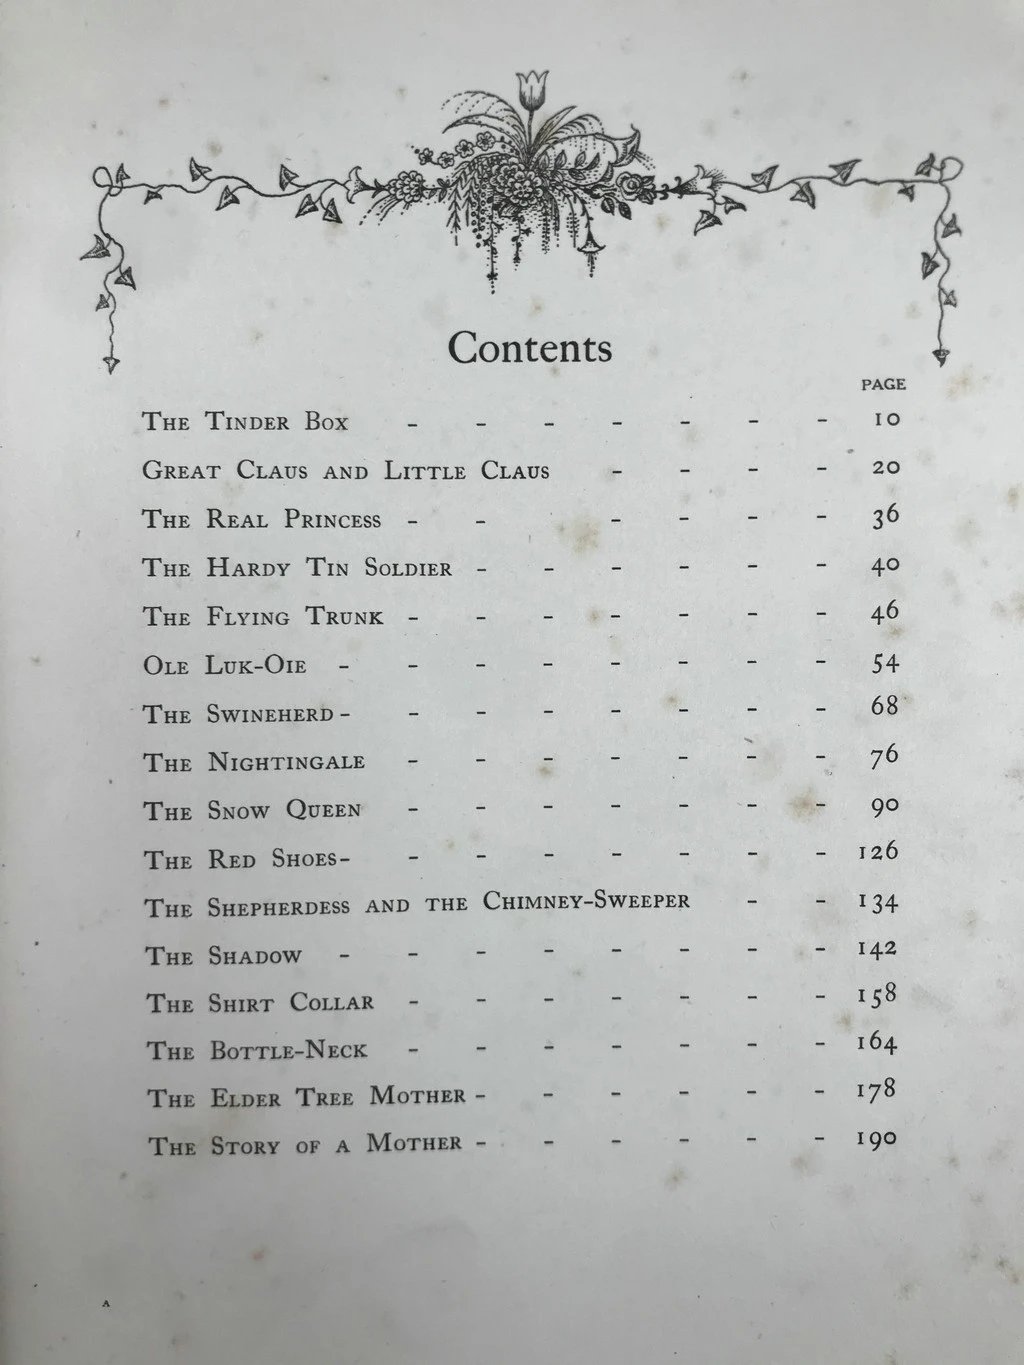 Contents
PAGE
THE TINDER BOX - - - - - - - 10
GREAT CLAUS AND LITTLE CLAUS - - - - 20
THE REAL PRINCESS - - - - - - 36
THE HARDY TIN SOLDIER - - - - - - 40
THE FLYING TRUNK - - - - - - - 46
OLE LUK-OIE - - - - - - - - 54
THE SWINEHERD - - - - - - - - 68
THE NIGHTINGALE - - - - - - - 76
THE SNOW QUEEN - - - - - - - 90
THE RED SHOES - - - - - - - - 126
THE SHEPHERDESS AND THE CHIMNEY-SWEEPER - - 134
THE SHADOW - - - - - - - - 142
THE SHIRT COLLAR - - - - - - - 158
THE BOTTLE-NECK - - - - - - - 164
THE ELDER TREE MOTHER - - - - - - 178
THE STORY OF A MOTHER - - - - - - 190
A